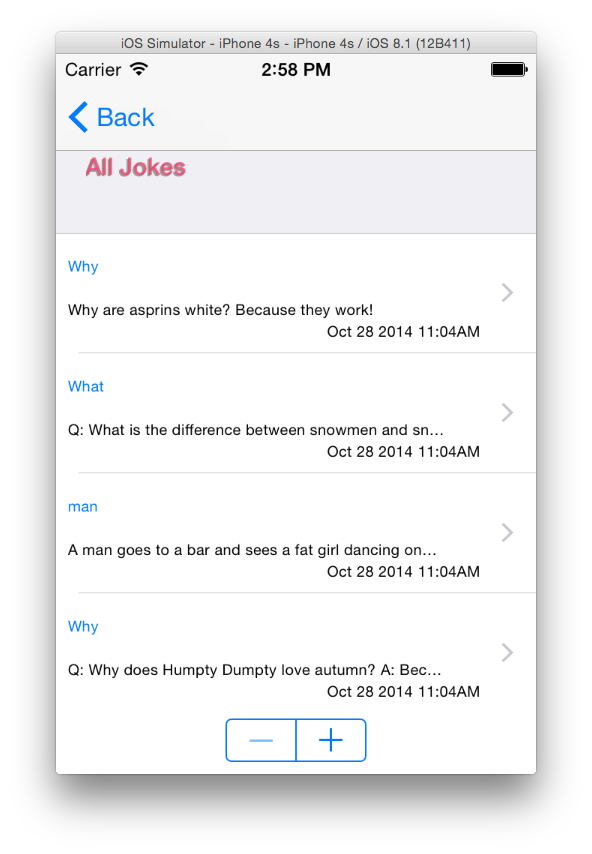 iOS Simulator - iPhone 4s - iPhone 4s / iOS 8.1 (12B411)
Carrier 2:58 PM
Back
All Jokes
Why
Why are asprins white? Because they work!
Oct 28 2014 11:04AM
What
Q: What is the difference between snowmen and sn…
Oct 28 2014 11:04AM
man
A man goes to a bar and sees a fat girl dancing on…
Oct 28 2014 11:04AM
Why
Q: Why does Humpty Dumpty love autumn? A: Bec…
Oct 28 2014 11:04AM